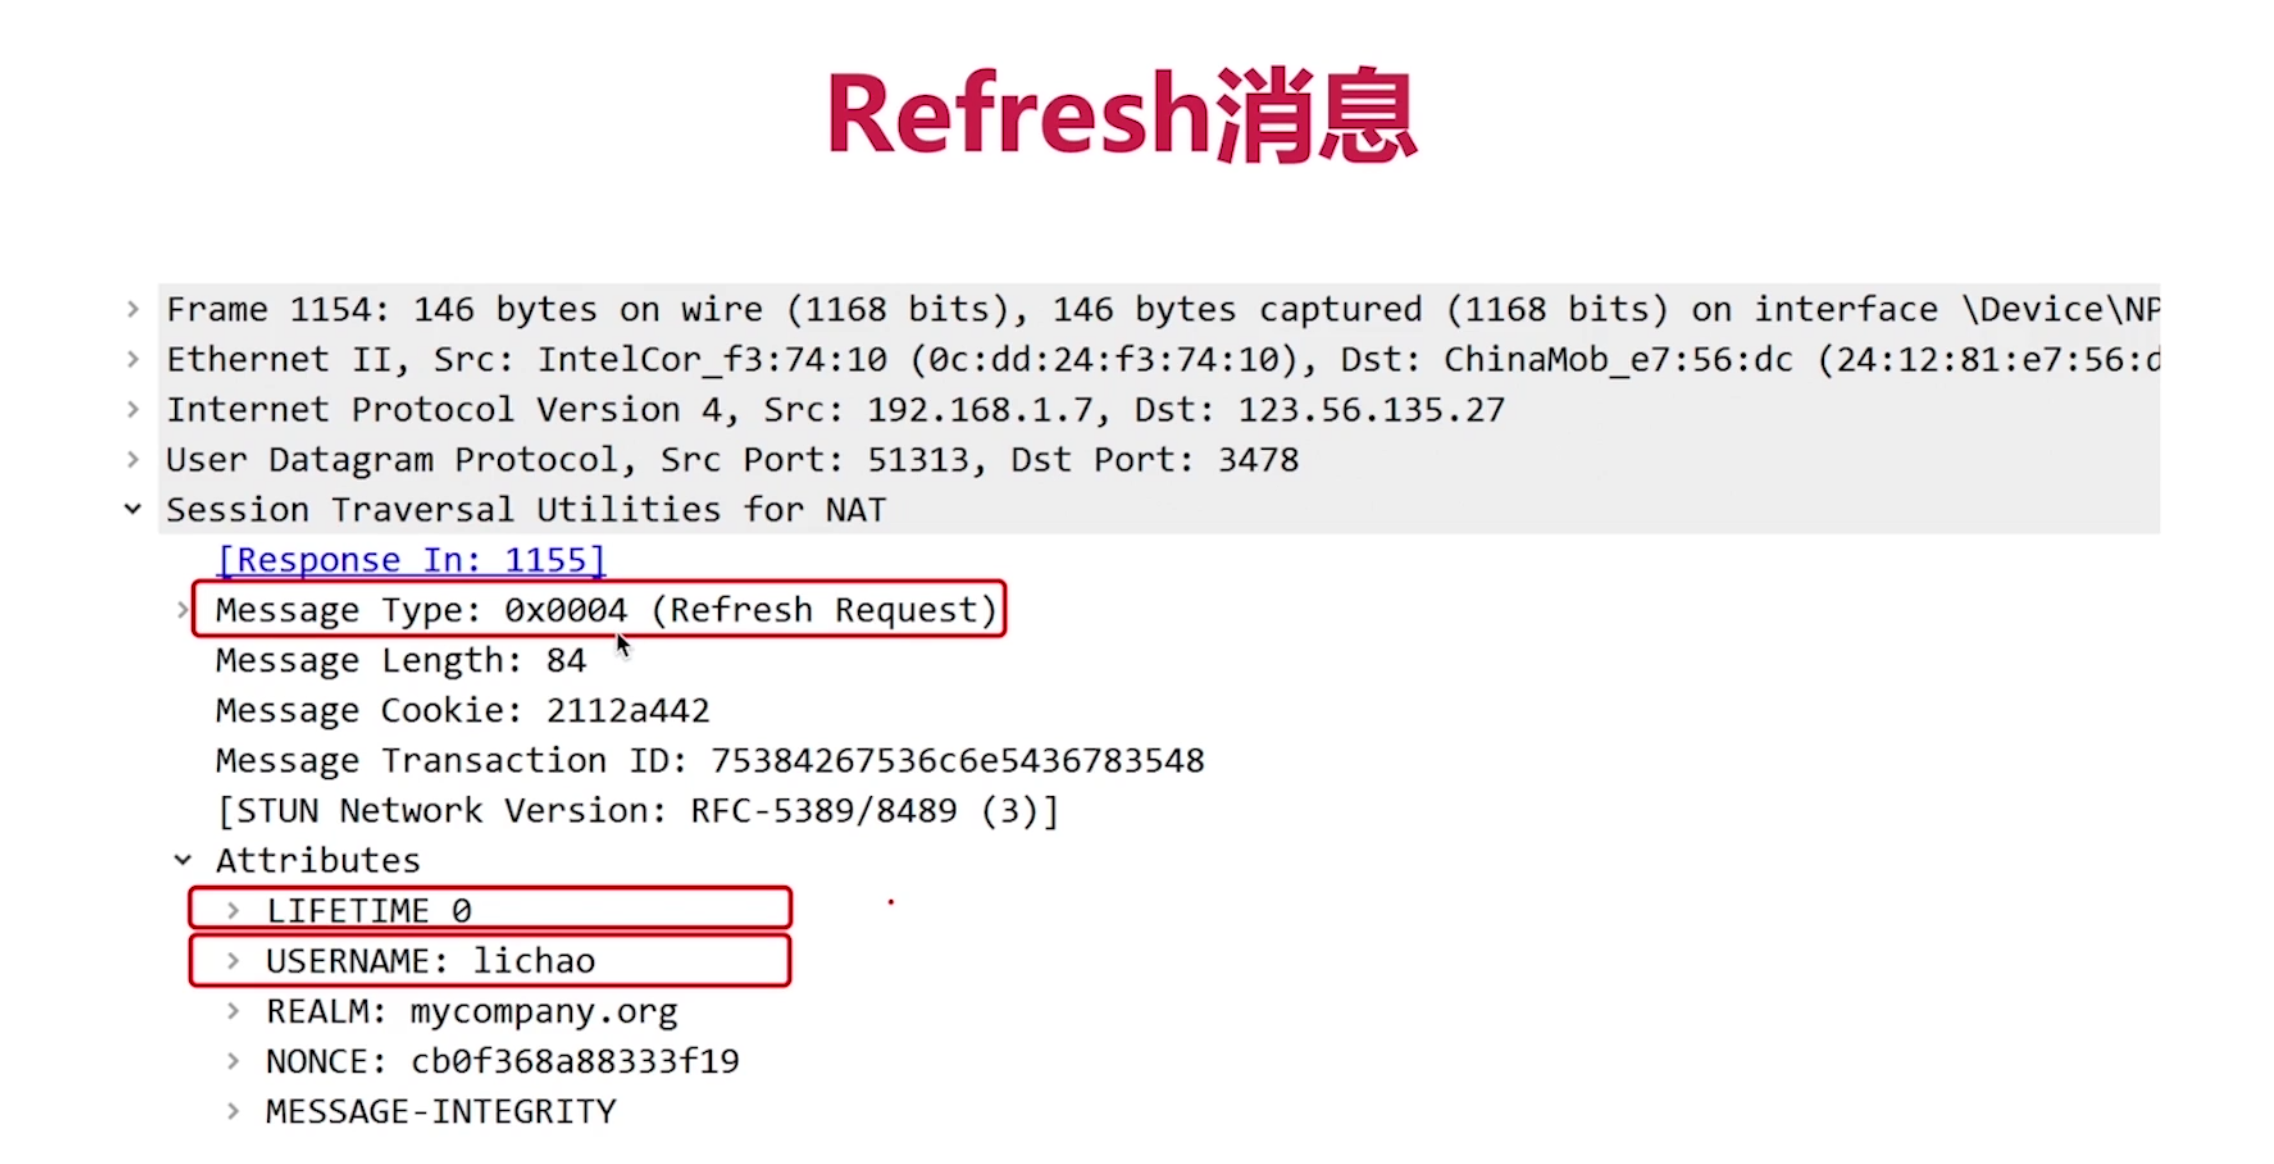 Refresh消息
Frame 1154: 146 bytes on wire (1168 bits), 146 bytes captured (1168 bits) on interface \Device\NP
Ethernet II, Src: IntelCor_f3:74:10 (0c:dd:24:f3:74:10), Dst: ChinaMob_e7:56:dc (24:12:81:e7:56:d
Internet Protocol Version 4, Src: 192.168.1.7, Dst: 123.56.135.27
User Datagram Protocol, Src Port: 51313, Dst Port: 3478
Session Traversal Utilities for NAT
[Response In: 1155]
Message Type: 0x0004 (Refresh Request)
Message Length: 84
Message Cookie: 2112a442
Message Transaction ID: 75384267536c6e5436783548
[STUN Network Version: RFC-5389/8489 (3)]
Attributes
LIFETIME 0
USERNAME: lichao
REALM: mycompany.org
NONCE: cb0f368a88333f19
MESSAGE-INTEGRITY